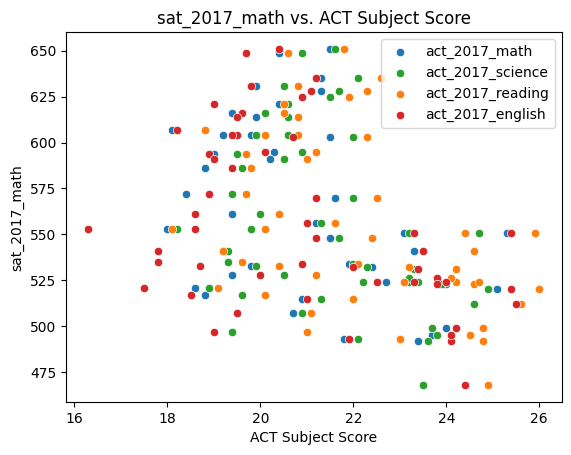 sat_2017_math vs. ACT Subject Score
650
625
600
575
550
525
500
475
sat_2017_math
act_2017_math
act_2017_science
act_2017_reading
act_2017_english
16
18
20
22
24
26
ACT Subject Score